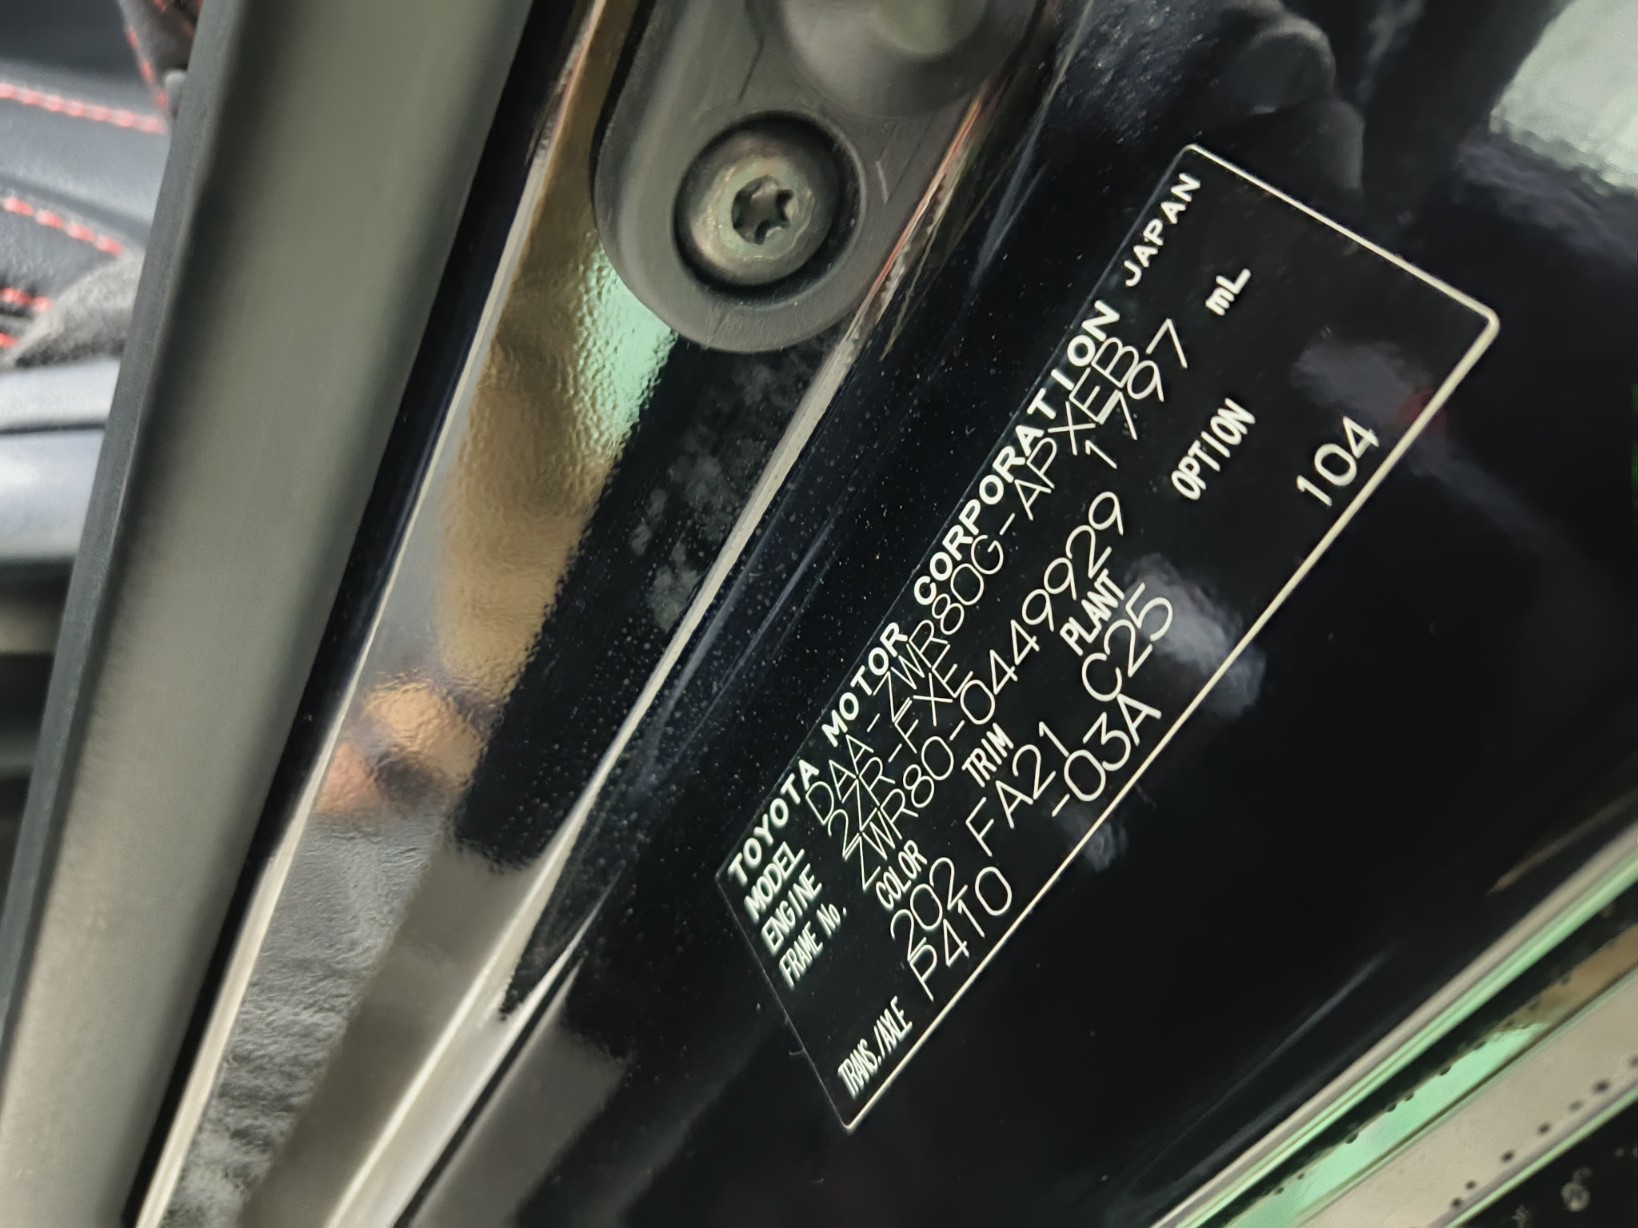 TOYOTA MOTOR CORPORATION JAPAN
MODEL DAA-ZWR80G-APXEB
ENGINE 2ZR-FXE 1797 mL
FRAME No. ZWR80-0449929
COLOR TRIM PLANT OPTION
202 FA21 C25 104
TRANS./AXLE P410 -03A